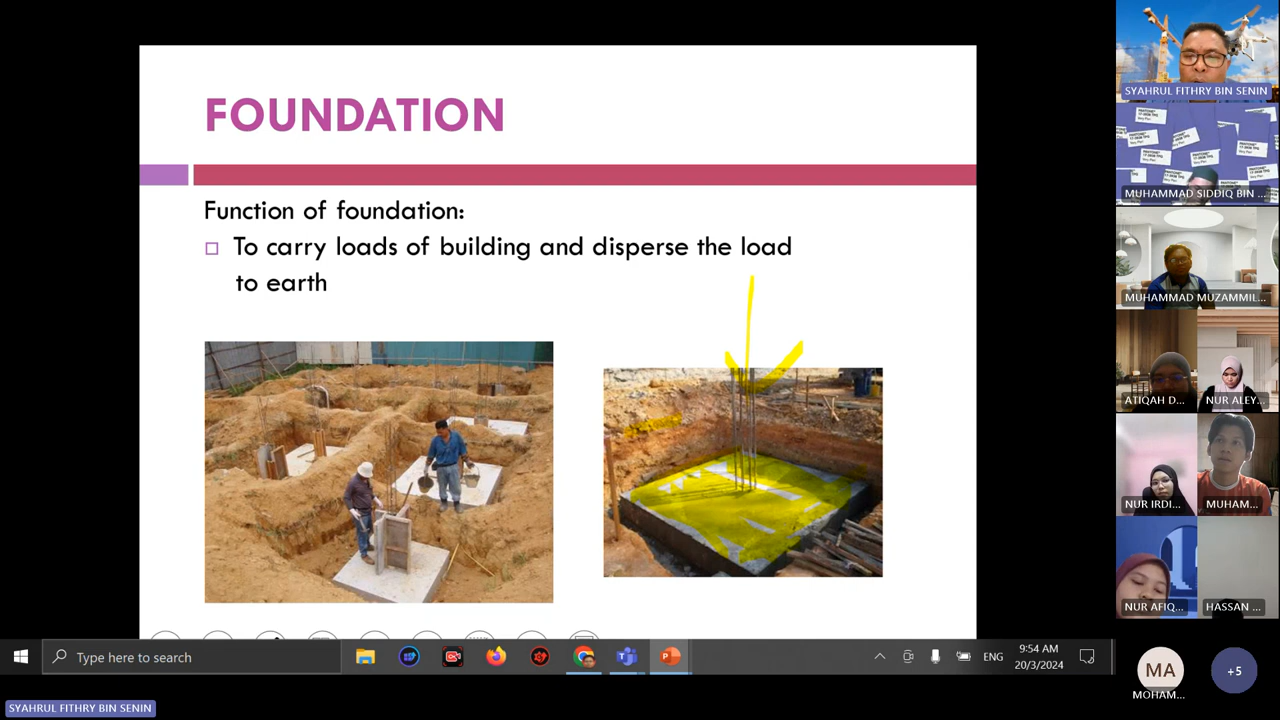 FOUNDATION
Function of foundation:
To carry loads of building and disperse the load
to earth
Type here to search
ENG
9:54 AM
20/3/2024
SYAHRUL FITHRY BIN SENIN
SYAHRUL FITHRY BIN SENIN
MUHAMMAD SIDDIQ BIN ...
MUHAMMAD MUZAMMIL...
ATIQAH D...
NUR ALEY...
NUR IRDI...
MUHAM...
NUR AFIQ...
HASSAN ...
MA
MOHAM...
+5